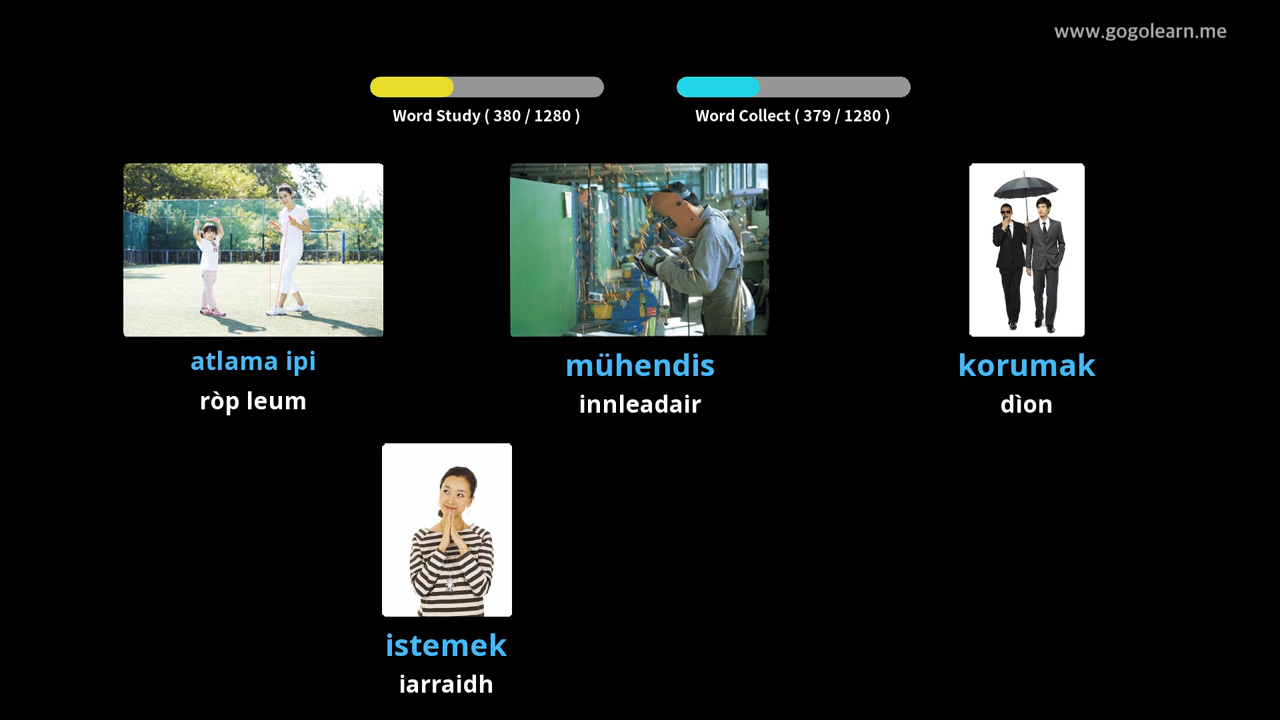 www.gogolearn.me
Word Study ( 380 / 1280 )
Word Collect ( 379 / 1280 )
atlama ipi
ròp leum
mühendis
innleadair
korumak
dìon
istemek
iarraidh